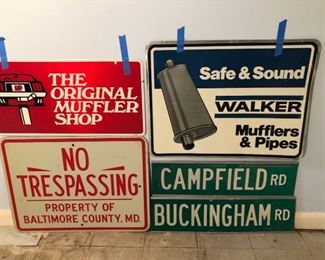 THE
ORIGINAL
MUFFLER
SHOP
Safe & Sound
WALKER
Mufflers
& Pipes
NO
TRESPASSING
PROPERTY OF
BALTIMORE COUNTY. MD.
CAMPFIELD RD
BUCKINGHAM RD